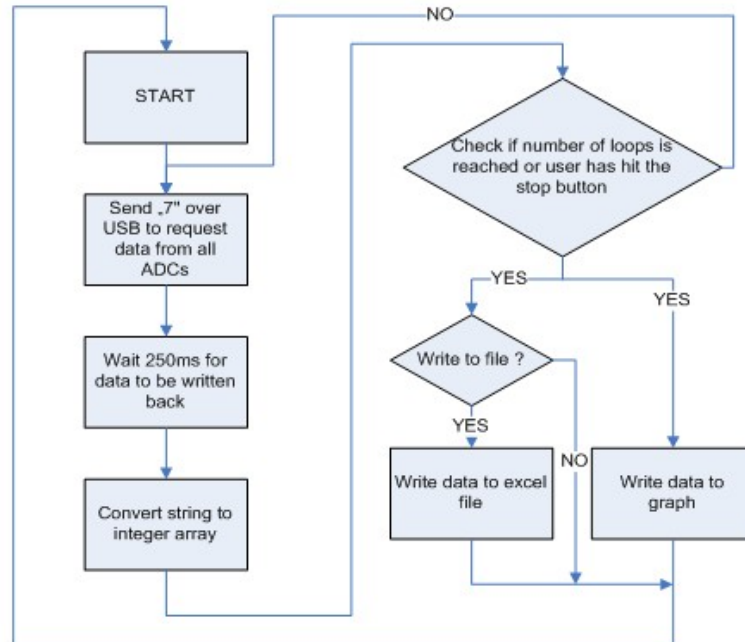 START
Send „7" over
USB to request
data from all
ADCs
Wait 250ms for
data to be written
back
Convert string to
integer array
NO
Check if number of loops is
reached or user has hit the
stop button
YES
YES
Write to file ?
YES
NO
Write data to excel
file
Write data to
graph